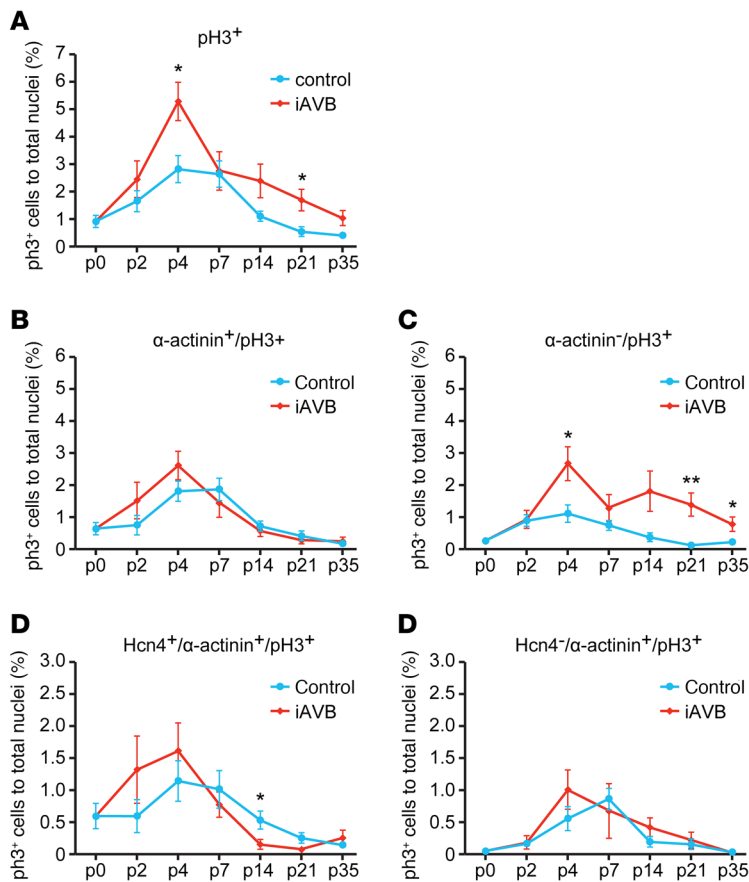 A
pH3⁺
ph3⁺ cells to total nuclei (%)
7
6
5
4
3
2
1
0
*
*
control
iAVB
p0 p2 p4 p7 p14 p21 p35
B
α-actinin⁺/pH3+
ph3⁺ cells to total nuclei (%)
6
5
4
3
2
1
0
Control
iAVB
p0 p2 p4 p7 p14 p21 p35
C
α-actinin⁻/pH3⁺
ph3⁺ cells to total nuclei (%)
6
5
4
3
2
1
0
*
**
*
Control
iAVB
p0 p2 p4 p7 p14 p21 p35
D
Hcn4⁺/α-actinin⁺/pH3⁺
ph3⁺ cells to total nuclei (%)
3.0
2.5
2.0
1.5
1.0
0.5
0
*
Control
iAVB
p0 p2 p4 p7 p14 p21 p35
D
Hcn4⁻/α-actinin⁺/pH3⁺
ph3⁺ cells to total nuclei (%)
3.0
2.5
2.0
1.5
1.0
0.5
0
Control
iAVB
p0 p2 p4 p7 p14 p21 p35